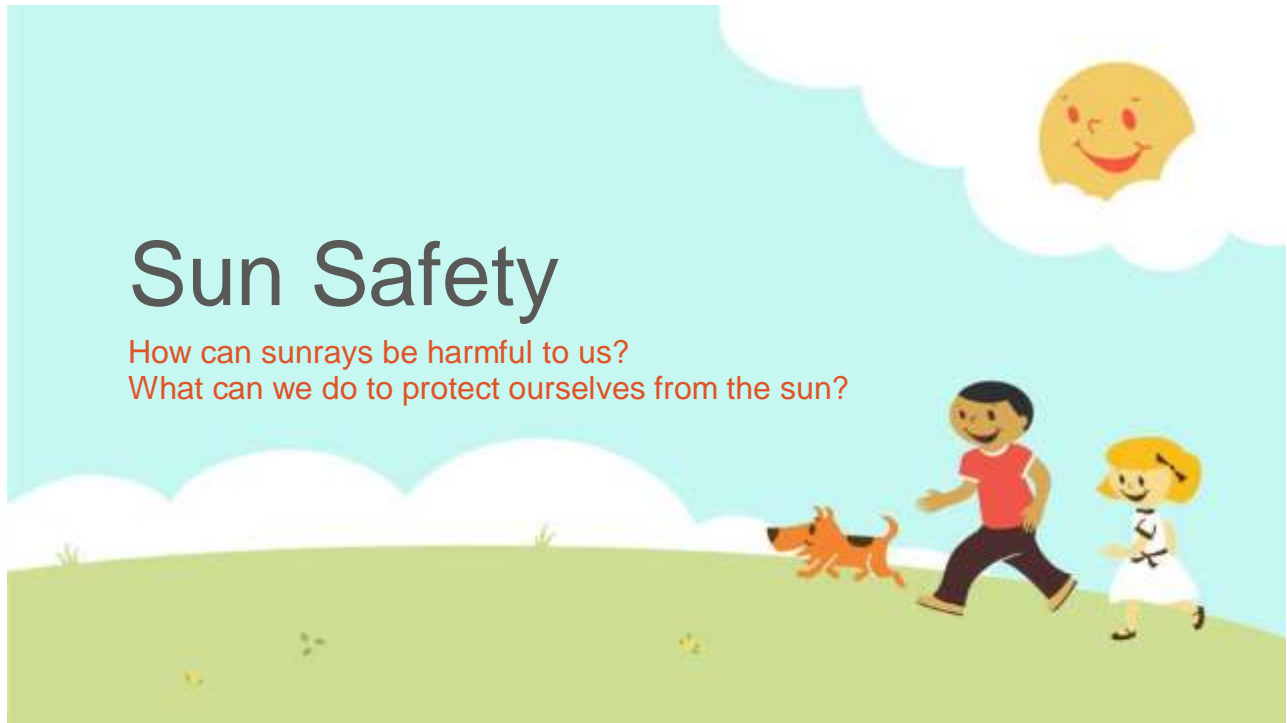 Sun Safety
How can sunrays be harmful to us?
What can we do to protect ourselves from the sun?